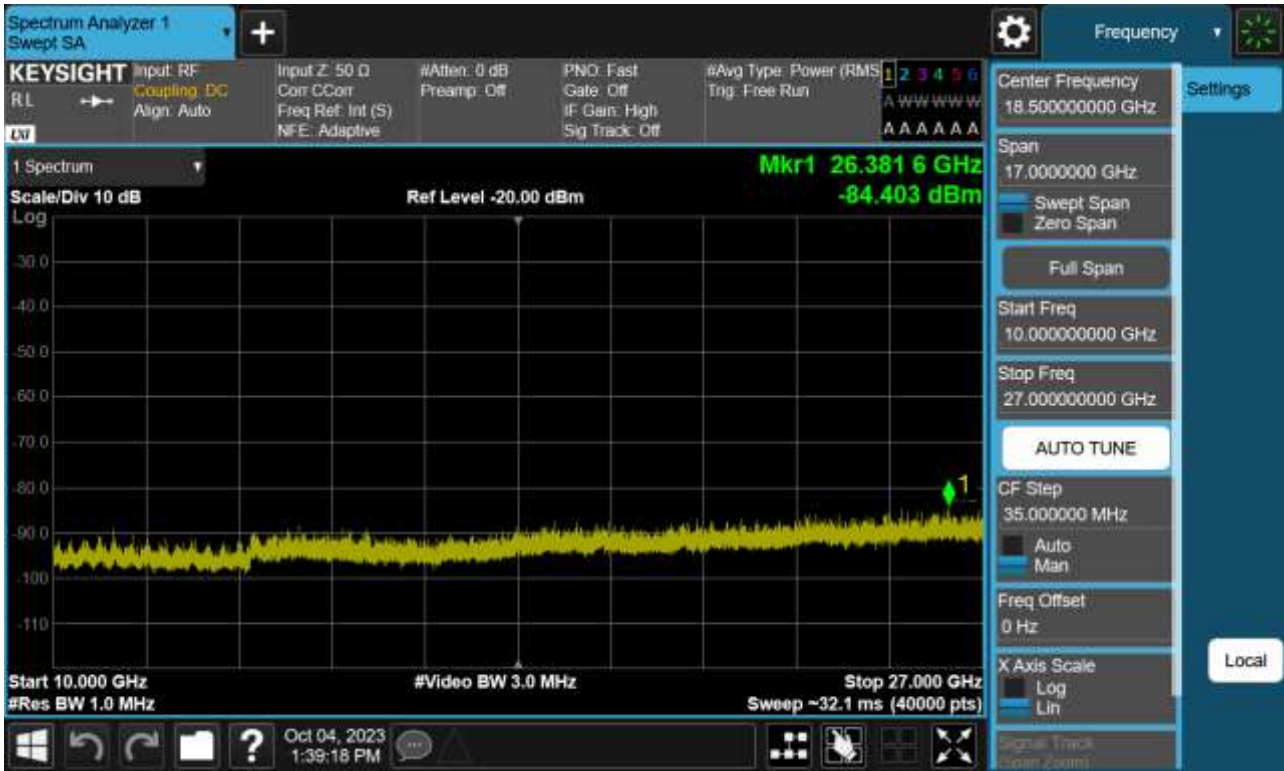 Spectrum Analyzer 1
Swept SA
Frequency
KEYSIGHT
RL
LXI
Input: RF
Coupling: DC
Align: Auto
Input Z: 50 Ω
Corr CCorr
Freq Ref: Int (S)
NFE: Adaptive
#Atten: 0 dB
Preamp: Off
PNO: Fast
Gate: Off
IF Gain: High
Sig Track: Off
#Avg Type: Power (RMS
Trig: Free Run
1 2 3 4 5 6
A W W W W W
A A A A A A
1 Spectrum
Mkr1 26.381 6 GHz
-84.403 dBm
Scale/Div 10 dB
Ref Level -20.00 dBm
Log
-30.0
-40.0
-50.0
-60.0
-70.0
-80.0
1
-90.0
-100
-110
Start 10.000 GHz
#Video BW 3.0 MHz
Stop 27.000 GHz
#Res BW 1.0 MHz
Sweep ~32.1 ms (40000 pts)
Center Frequency
18.500000000 GHz
Settings
Span
17.0000000 GHz
Swept Span
Zero Span
Full Span
Start Freq
10.000000000 GHz
Stop Freq
27.000000000 GHz
AUTO TUNE
CF Step
35.000000 MHz
Auto
Man
Freq Offset
0 Hz
X Axis Scale
Log
Lin
Local
Signal Track
(Span Zoom)
?
Oct 04, 2023
1:39:18 PM